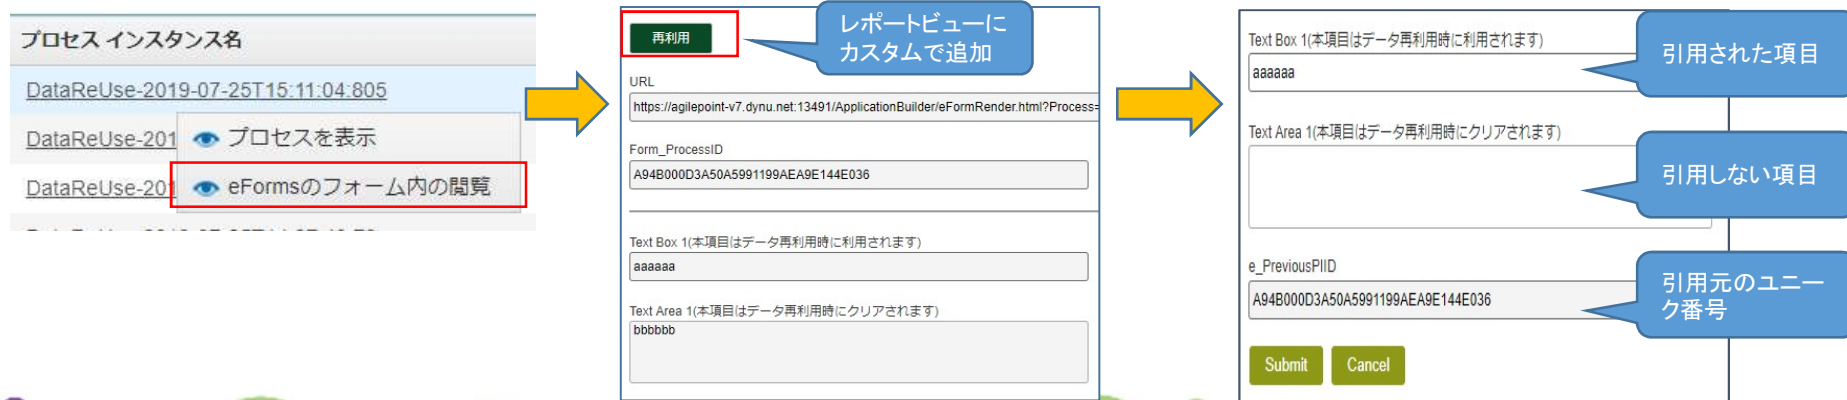 プロセス インスタンス名
DataReUse-2019-07-25T15:11:04:805
DataReUse-201
プロセスを表示
DataReUse-201
eFormsのフォーム内の閲覧
再利用
レポートビューに
カスタムで追加
URL
https://agilepoint-v7.dynu.net:13491/ApplicationBuilder/eFormRender.html?Process=
Form_ProcessID
A94B000D3A50A5991199AEA9E144E036
Text Box 1(本項目はデータ再利用時に利用されます)
aaaaaa
Text Area 1(本項目はデータ再利用時にクリアされます)
bbbbbb
Text Box 1(本項目はデータ再利用時に利用されます)
aaaaaa
引用された項目
Text Area 1(本項目はデータ再利用時にクリアされます)
引用しない項目
e_PreviousPIID
A94B000D3A50A5991199AEA9E144E036
引用元のユニー
ク番号
Submit
Cancel